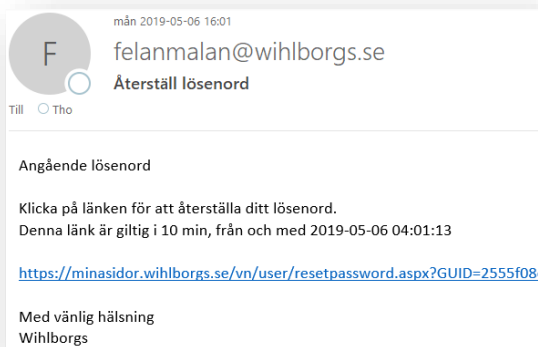 mån 2019-05-06 16:01
F
felanmalan@wihlborgs.se
Återställ lösenord
Till Tho
Angående lösenord
Klicka på länken för att återställa ditt lösenord.
Denna länk är giltig i 10 min, från och med 2019-05-06 04:01:13
https://minasidor.wihlborgs.se/vn/user/resetpassword.aspx?GUID=2555f08
Med vänlig hälsning
Wihlborgs